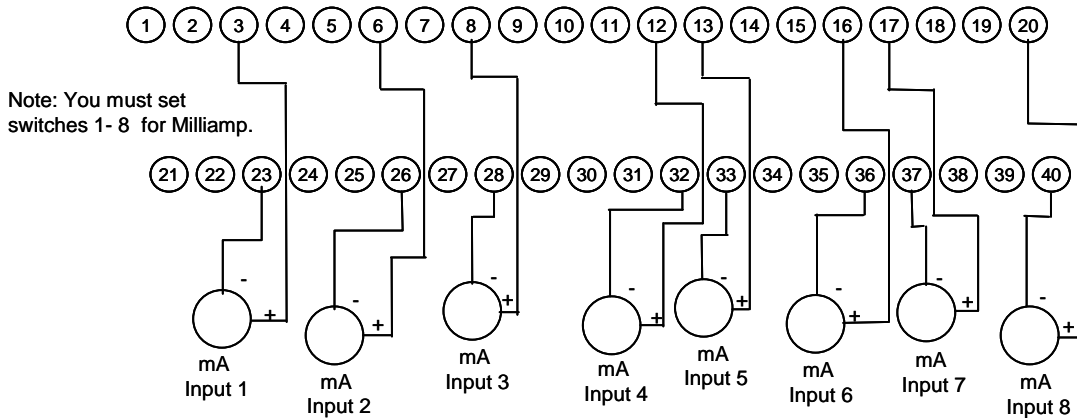 1 2 3 4 5 6 7 8 9 10 11 12 13 14 15 16 17 18 19 20
Note: You must set
switches 1- 8 for Milliamp.
21 22 23 24 25 26 27 28 29 30 31 32 33 34 35 36 37 38 39 40
- - - - - - - -
+ + + + + + + +
mA
Input 1
mA
Input 2
mA
Input 3
mA
Input 4
mA
Input 5
mA
Input 6
mA
Input 7
mA
Input 8